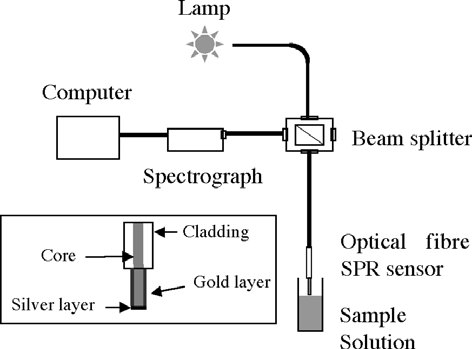 Lamp
Computer
Beam splitter
Spectrograph
Cladding
Core
Gold layer
Silver layer
Optical fibre
SPR sensor
Sample
Solution